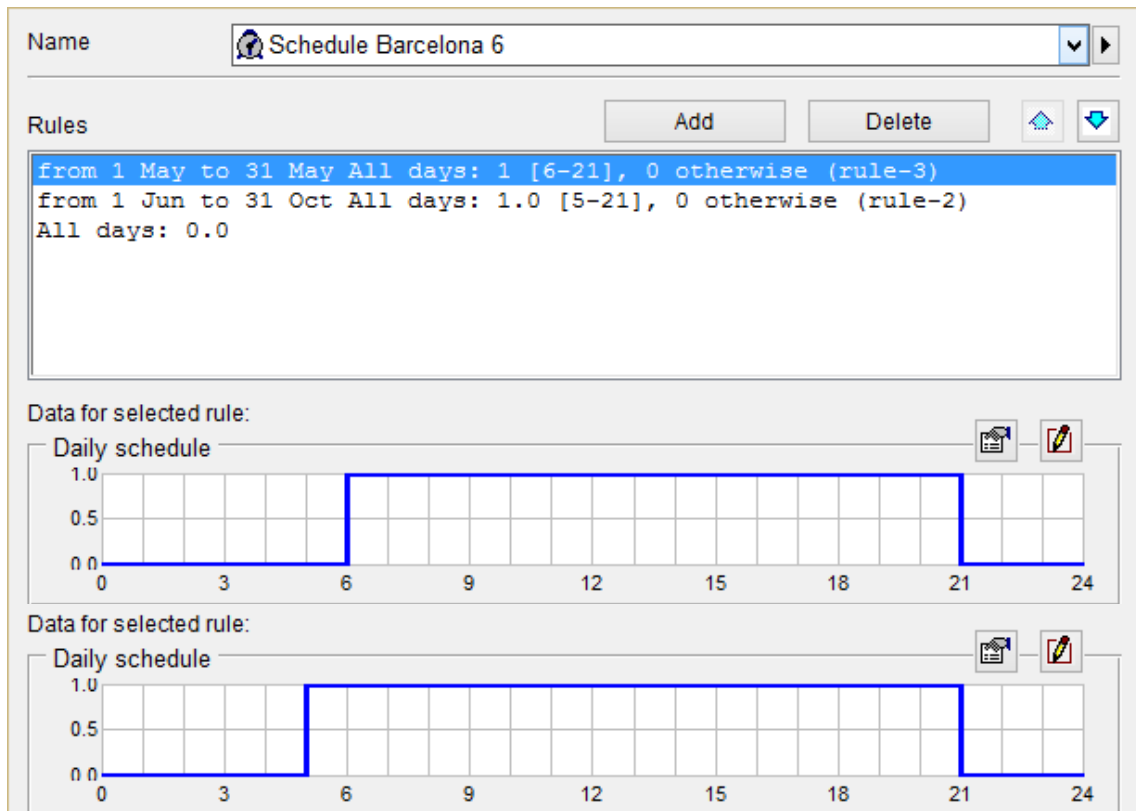 Name
Schedule Barcelona 6
Rules
Add
Delete
from 1 May to 31 May All days: 1 [6-21], 0 otherwise (rule-3)
from 1 Jun to 31 Oct All days: 1.0 [5-21], 0 otherwise (rule-2)
All days: 0.0
Data for selected rule:
Daily schedule
1.0
0.5
0.0
0 3 6 9 12 15 18 21 24
Data for selected rule:
Daily schedule
1.0
0.5
0.0
0 3 6 9 12 15 18 21 24